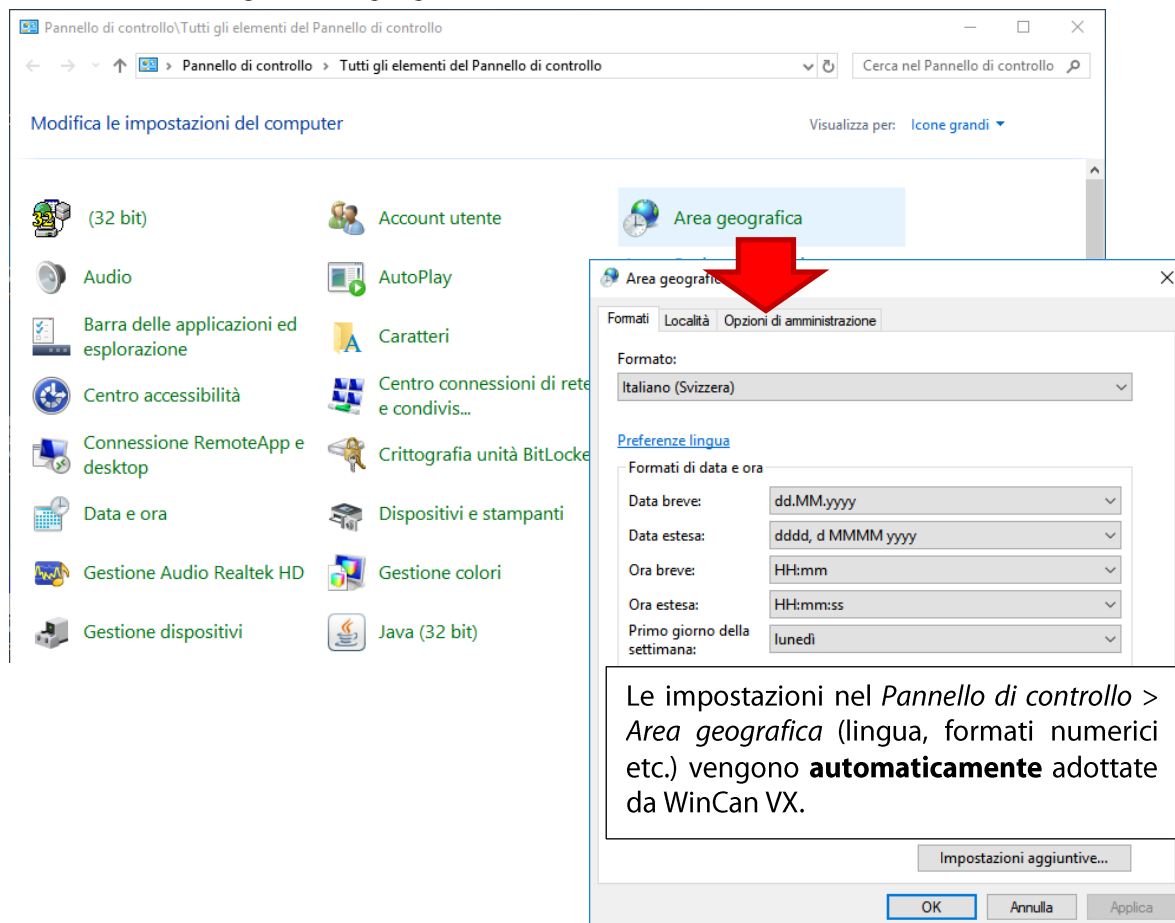 Pannello di controllo\Tutti gli elementi del Pannello di controllo
Pannello di controllo > Tutti gli elementi del Pannello di controllo
Cerca nel Pannello di controllo
Modifica le impostazioni del computer
Visualizza per: Icone grandi
(32 bit)
Account utente
Area geografica
Audio
AutoPlay
Barra delle applicazioni ed
esplorazione
Caratteri
Centro accessibilità
Centro connessioni di rete
e condivis...
Connessione RemoteApp e
desktop
Crittografia unità BitLocke
Data e ora
Dispositivi e stampanti
Gestione Audio Realtek HD
Gestione colori
Gestione dispositivi
Java (32 bit)
Area geografic
Formati Località Opzioni di amministrazione
Formato:
Italiano (Svizzera)
Preferenze lingua
Formati di data e ora
Data breve: dd.MM.yyyy
Data estesa: dddd, d MMMM yyyy
Ora breve: HH:mm
Ora estesa: HH:mm:ss
Primo giorno della
settimana: lunedì
Le impostazioni nel Pannello di controllo >
Area geografica (lingua, formati numerici
etc.) vengono automaticamente adottate
da WinCan VX.
Impostazioni aggiuntive...
OK Annulla Applica